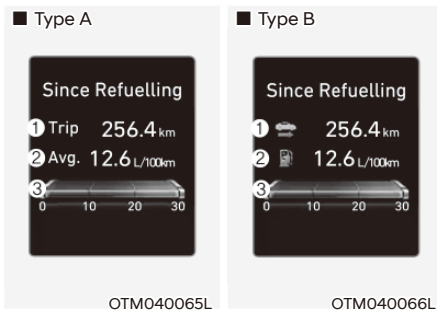 ■ Type A
Since Refuelling
① Trip 256.4 km
② Avg. 12.6 L/100km
③
0 10 20 30
OTM040065L
■ Type B
Since Refuelling
① 256.4 km
② 12.6 L/100km
③
0 10 20 30
OTM040066L